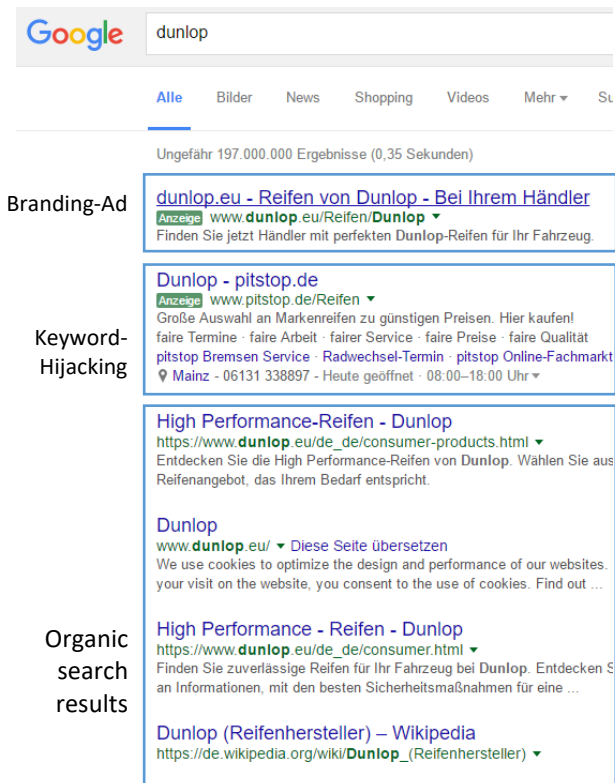 Google
dunlop
Alle Bilder News Shopping Videos Mehr
Ungefähr 197.000.000 Ergebnisse (0,35 Sekunden)
Branding-Ad
dunlop.eu - Reifen von Dunlop - Bei Ihrem Händler
Anzeige www.dunlop.eu/Reifen/Dunlop
Finden Sie jetzt Händler mit perfekten Dunlop-Reifen für Ihr Fahrzeug.
Keyword-
Hijacking
Dunlop - pitstop.de
Anzeige www.pitstop.de/Reifen
Große Auswahl an Markenreifen zu günstigen Preisen. Hier kaufen!
faire Termine · faire Arbeit · fairer Service · faire Preise · faire Qualität
pitstop Bremsen Service · Radwechsel-Termin · pitstop Online-Fachmarkt
Mainz - 06131 338897 - Heute geöffnet · 08:00–18:00 Uhr
Organic
search
results
High Performance-Reifen - Dunlop
https://www.dunlop.eu/de_de/consumer-products.html
Entdecken Sie die High Performance-Reifen von Dunlop. Wählen Sie aus
Reifenangebot, das Ihrem Bedarf entspricht.
Dunlop
www.dunlop.eu/ Diese Seite übersetzen
We use cookies to optimize the design and performance of our websites.
your visit on the website, you consent to the use of cookies. Find out ...
High Performance - Reifen - Dunlop
https://www.dunlop.eu/de_de/consumer.html
Finden Sie zuverlässige Reifen für Ihr Fahrzeug bei Dunlop. Entdecken
an Informationen, mit den besten Sicherheitsmaßnahmen für eine ...
Dunlop (Reifenhersteller) – Wikipedia
https://de.wikipedia.org/wiki/Dunlop_(Reifenhersteller)